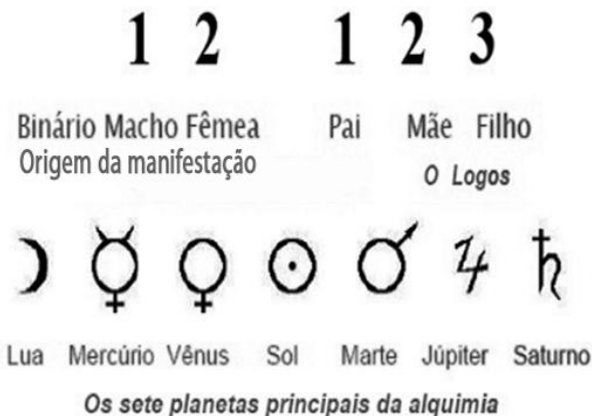 1 2 1 2 3
Binário Macho Fêmea Pai Mãe Filho
Origem da manifestação O Logos
☽ ☿ ♀ ☉ ♂ ♃ ♄
Lua Mercúrio Vênus Sol Marte Júpiter Saturno
Os sete planetas principais da alquimia